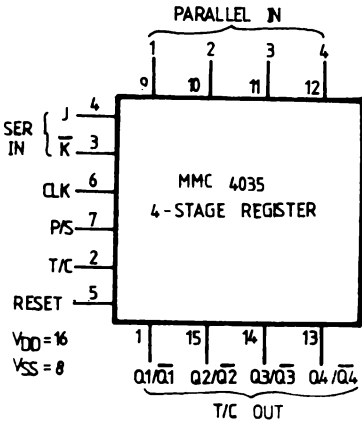 PARALLEL IN
1 2 3 4
9 10 11 12
SER IN
J 4
K̅ 3
CLK 6
P/S 7
T/C 2
RESET 5
MMC 4035
4-STAGE REGISTER
VDD = 16
VSS = 8
1 15 14 13
Q1/Q̅1̅ Q2/Q̅2̅ Q3/Q̅3̅ Q4/Q̅4̅
T/C OUT